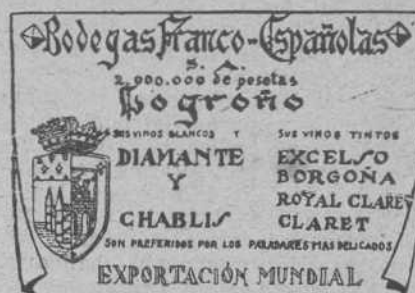 Bodegas Franco-Españolas
S. A.
2.000.000 de pesetas
Logroño
SUS VINOS BLANCOS Y
DIAMANTE
Y
CHABLIS
SUS VINOS TINTOS
EXCELSO
BORGOÑA
ROYAL CLARET
CLARET
SON PREFERIDOS POR LOS PARADARES MAS DELICADOS
EXPORTACIÓN MUNDIAL